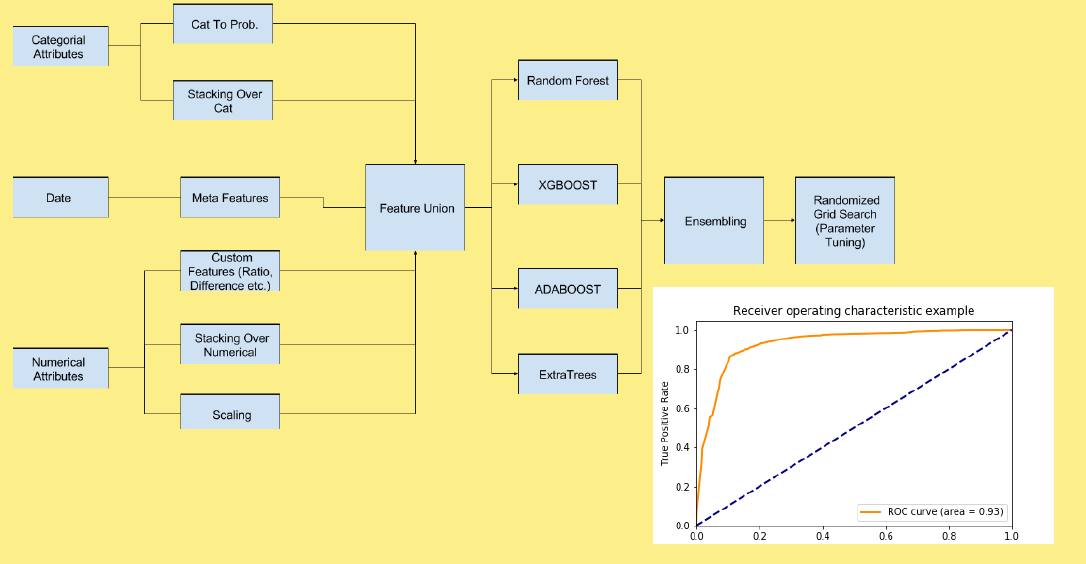 Categorial
Attributes
Cat To Prob.
Stacking Over
Cat
Date
Meta Features
Custom
Features (Ratio,
Difference etc.)
Numerical
Attributes
Stacking Over
Numerical
Scaling
Feature Union
Random Forest
XGBOOST
ADABOOST
ExtraTrees
Ensembling
Randomized
Grid Search
(Parameter
Tuning)
Receiver operating characteristic example
True Positive Rate
1.0
0.8
0.6
0.4
0.2
0.0
ROC curve (area = 0.93)
0.0 0.2 0.4 0.6 0.8 1.0